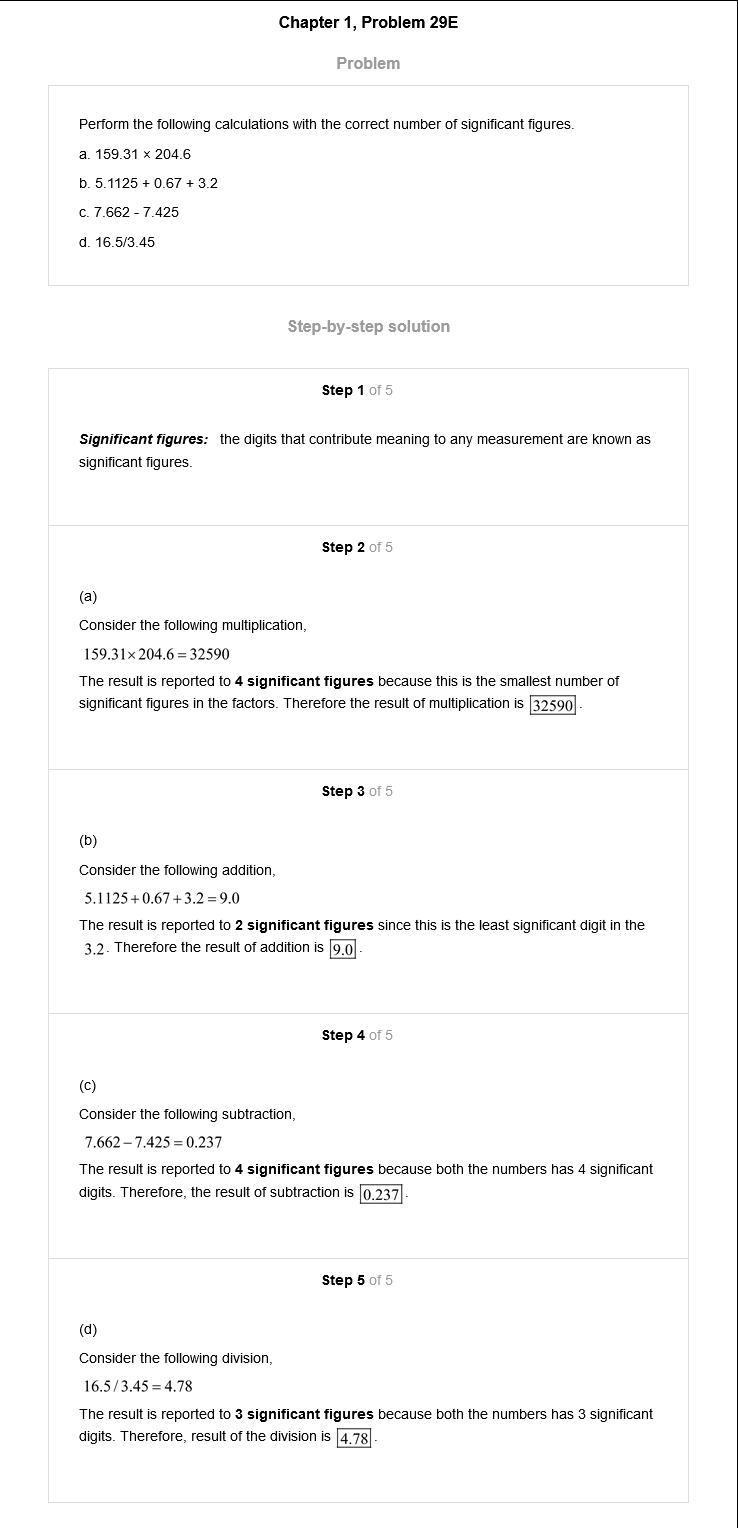 Chapter 1, Problem 29E
Problem
Perform the following calculations with the correct number of significant figures.
a. 159.31 × 204.6
b. 5.1125 + 0.67 + 3.2
c. 7.662 - 7.425
d. 16.5/3.45
Step-by-step solution
Step 1 of 5
Significant figures: the digits that contribute meaning to any measurement are known as
significant figures.
Step 2 of 5
(a)
Consider the following multiplication,
159.31×204.6 = 32590
The result is reported to 4 significant figures because this is the smallest number of
significant figures in the factors. Therefore the result of multiplication is 32590 .
Step 3 of 5
(b)
Consider the following addition,
5.1125+0.67+3.2 = 9.0
The result is reported to 2 significant figures since this is the least significant digit in the
3.2 . Therefore the result of addition is 9.0 .
Step 4 of 5
(c)
Consider the following subtraction,
7.662 − 7.425 = 0.237
The result is reported to 4 significant figures because both the numbers has 4 significant
digits. Therefore, the result of subtraction is 0.237 .
Step 5 of 5
(d)
Consider the following division,
16.5 / 3.45 = 4.78
The result is reported to 3 significant figures because both the numbers has 3 significant
digits. Therefore, result of the division is 4.78 .